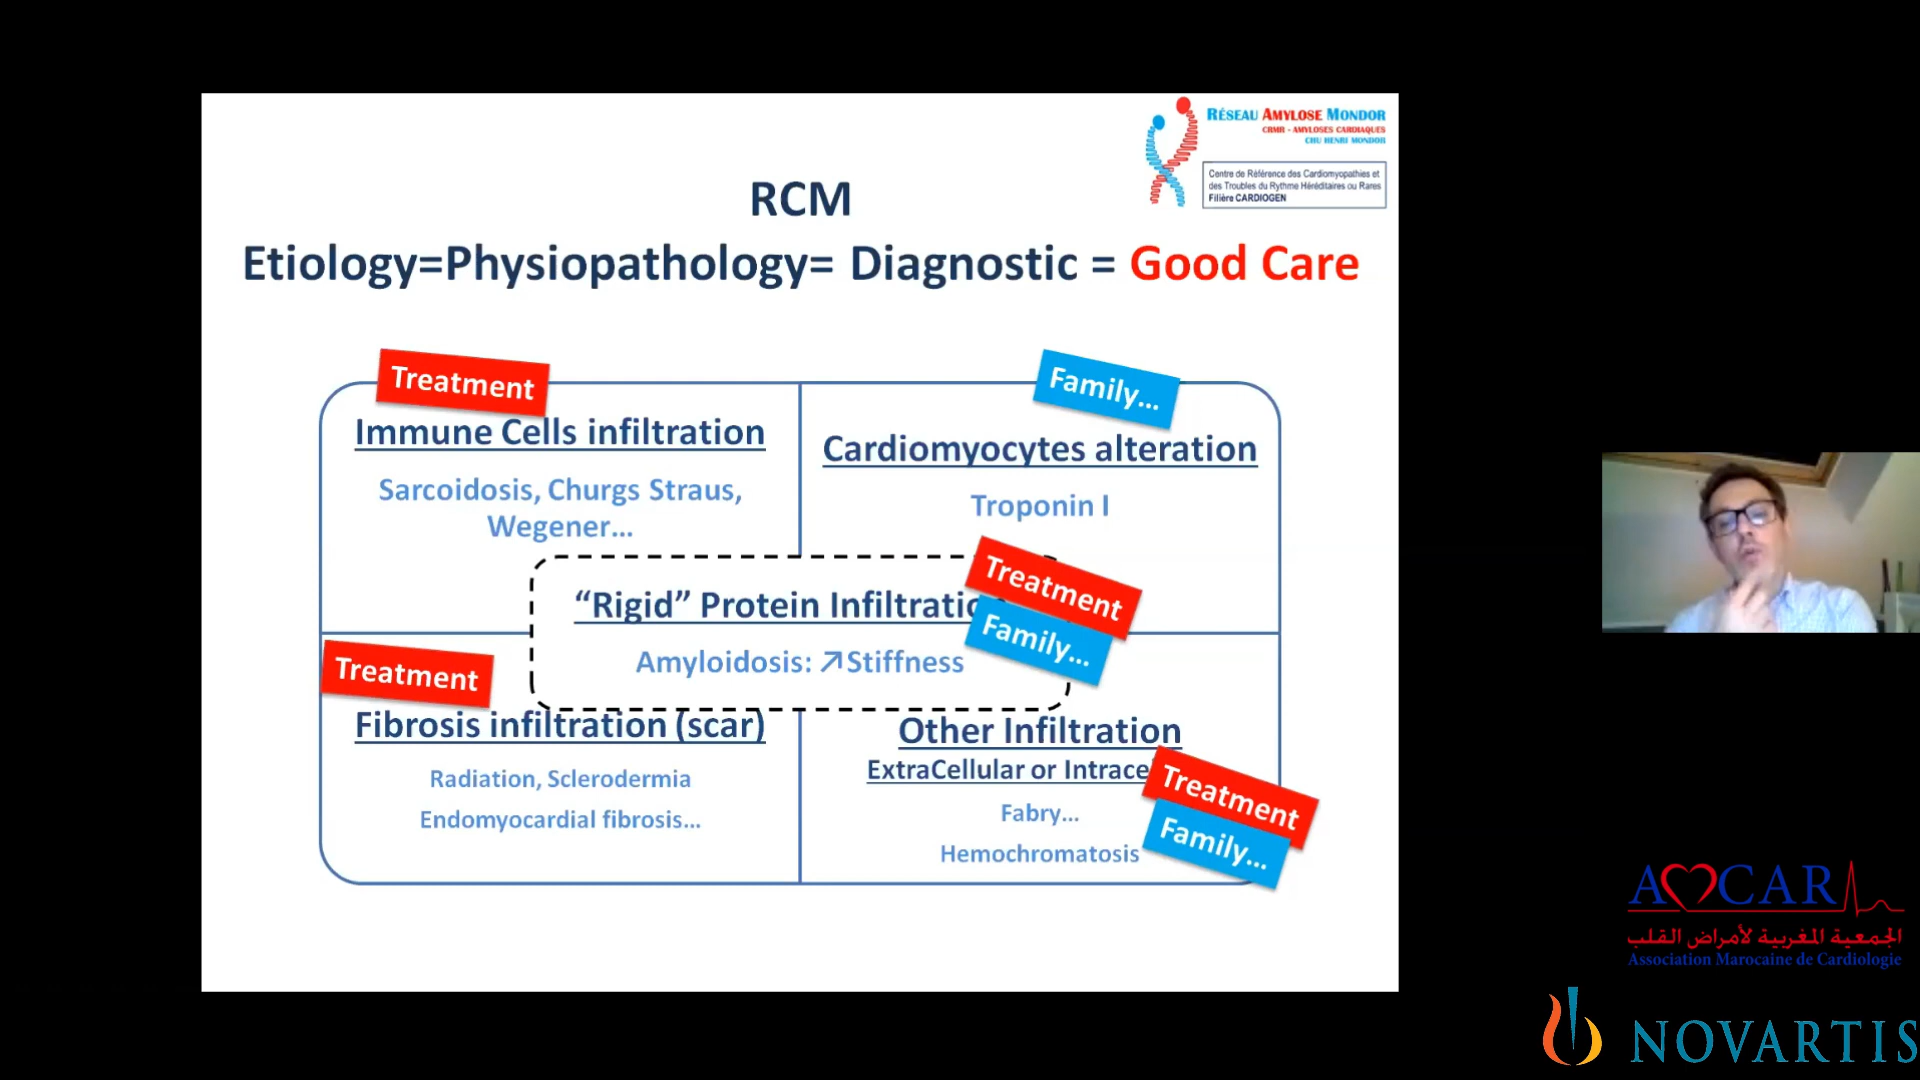 RÉSEAU AMYLOSE MONDOR
CRMR - AMYLOSES CARDIAQUES
CHU HENRI MONDOR
Centre de Référence des Cardiomyopathies et
des Troubles du Rythme Héréditaires ou Rares
Filière CARDIOGEN
RCM
Etiology=Physiopathology= Diagnostic = Good Care
Treatment
Immune Cells infiltration
Sarcoidosis, Churgs Straus,
Wegener...
Family...
Cardiomyocytes alteration
Troponin I
“Rigid” Protein Infiltratio
Amyloidosis: ↗Stiffness
Treatment
Family...
Treatment
Fibrosis infiltration (scar)
Radiation, Sclerodermia
Endomyocardial fibrosis...
Other Infiltration
ExtraCellular or Intrace
Fabry...
Hemochromatosis
Treatment
Family...
AMCAR
الجمعية المغربية لأمراض القلب
Association Marocaine de Cardiologie
NOVARTIS